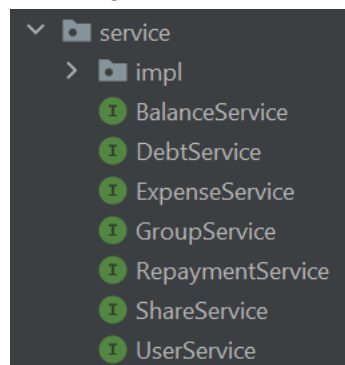 service
impl
I BalanceService
I DebtService
I ExpenseService
I GroupService
I RepaymentService
I ShareService
I UserService